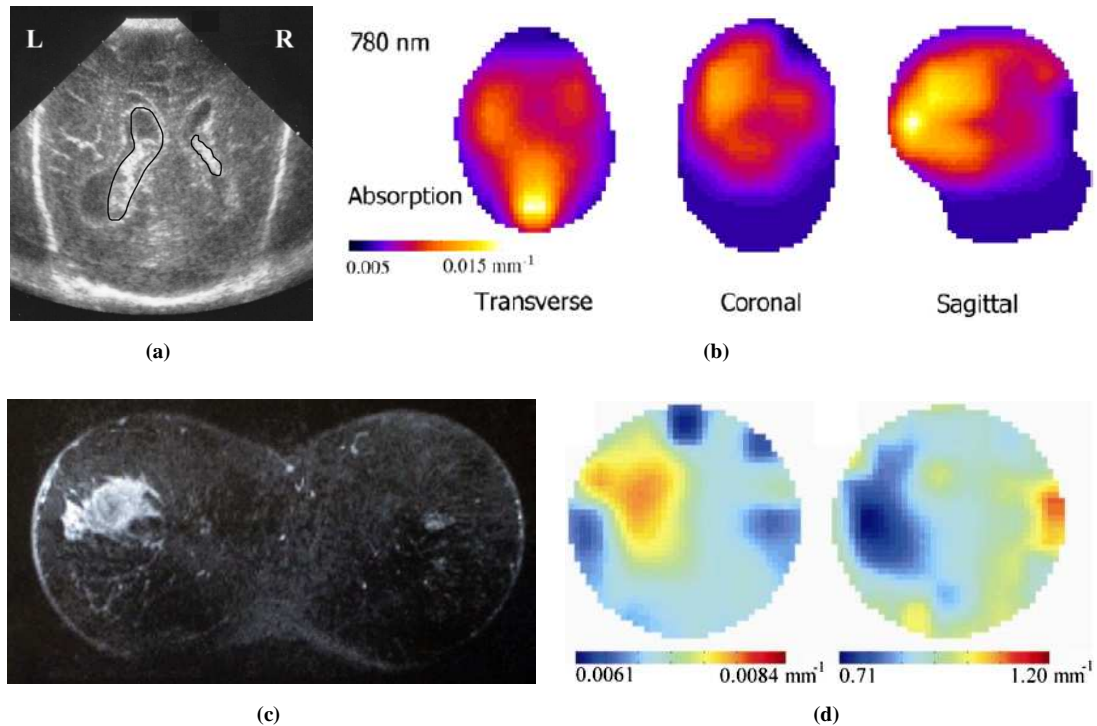 L R
780 nm
Absorption
0.005 0.015 mm-1
Transverse Coronal Sagittal
(a) (b)
0.0061 0.0084 mm-1 0.71 1.20 mm-1
(c) (d)